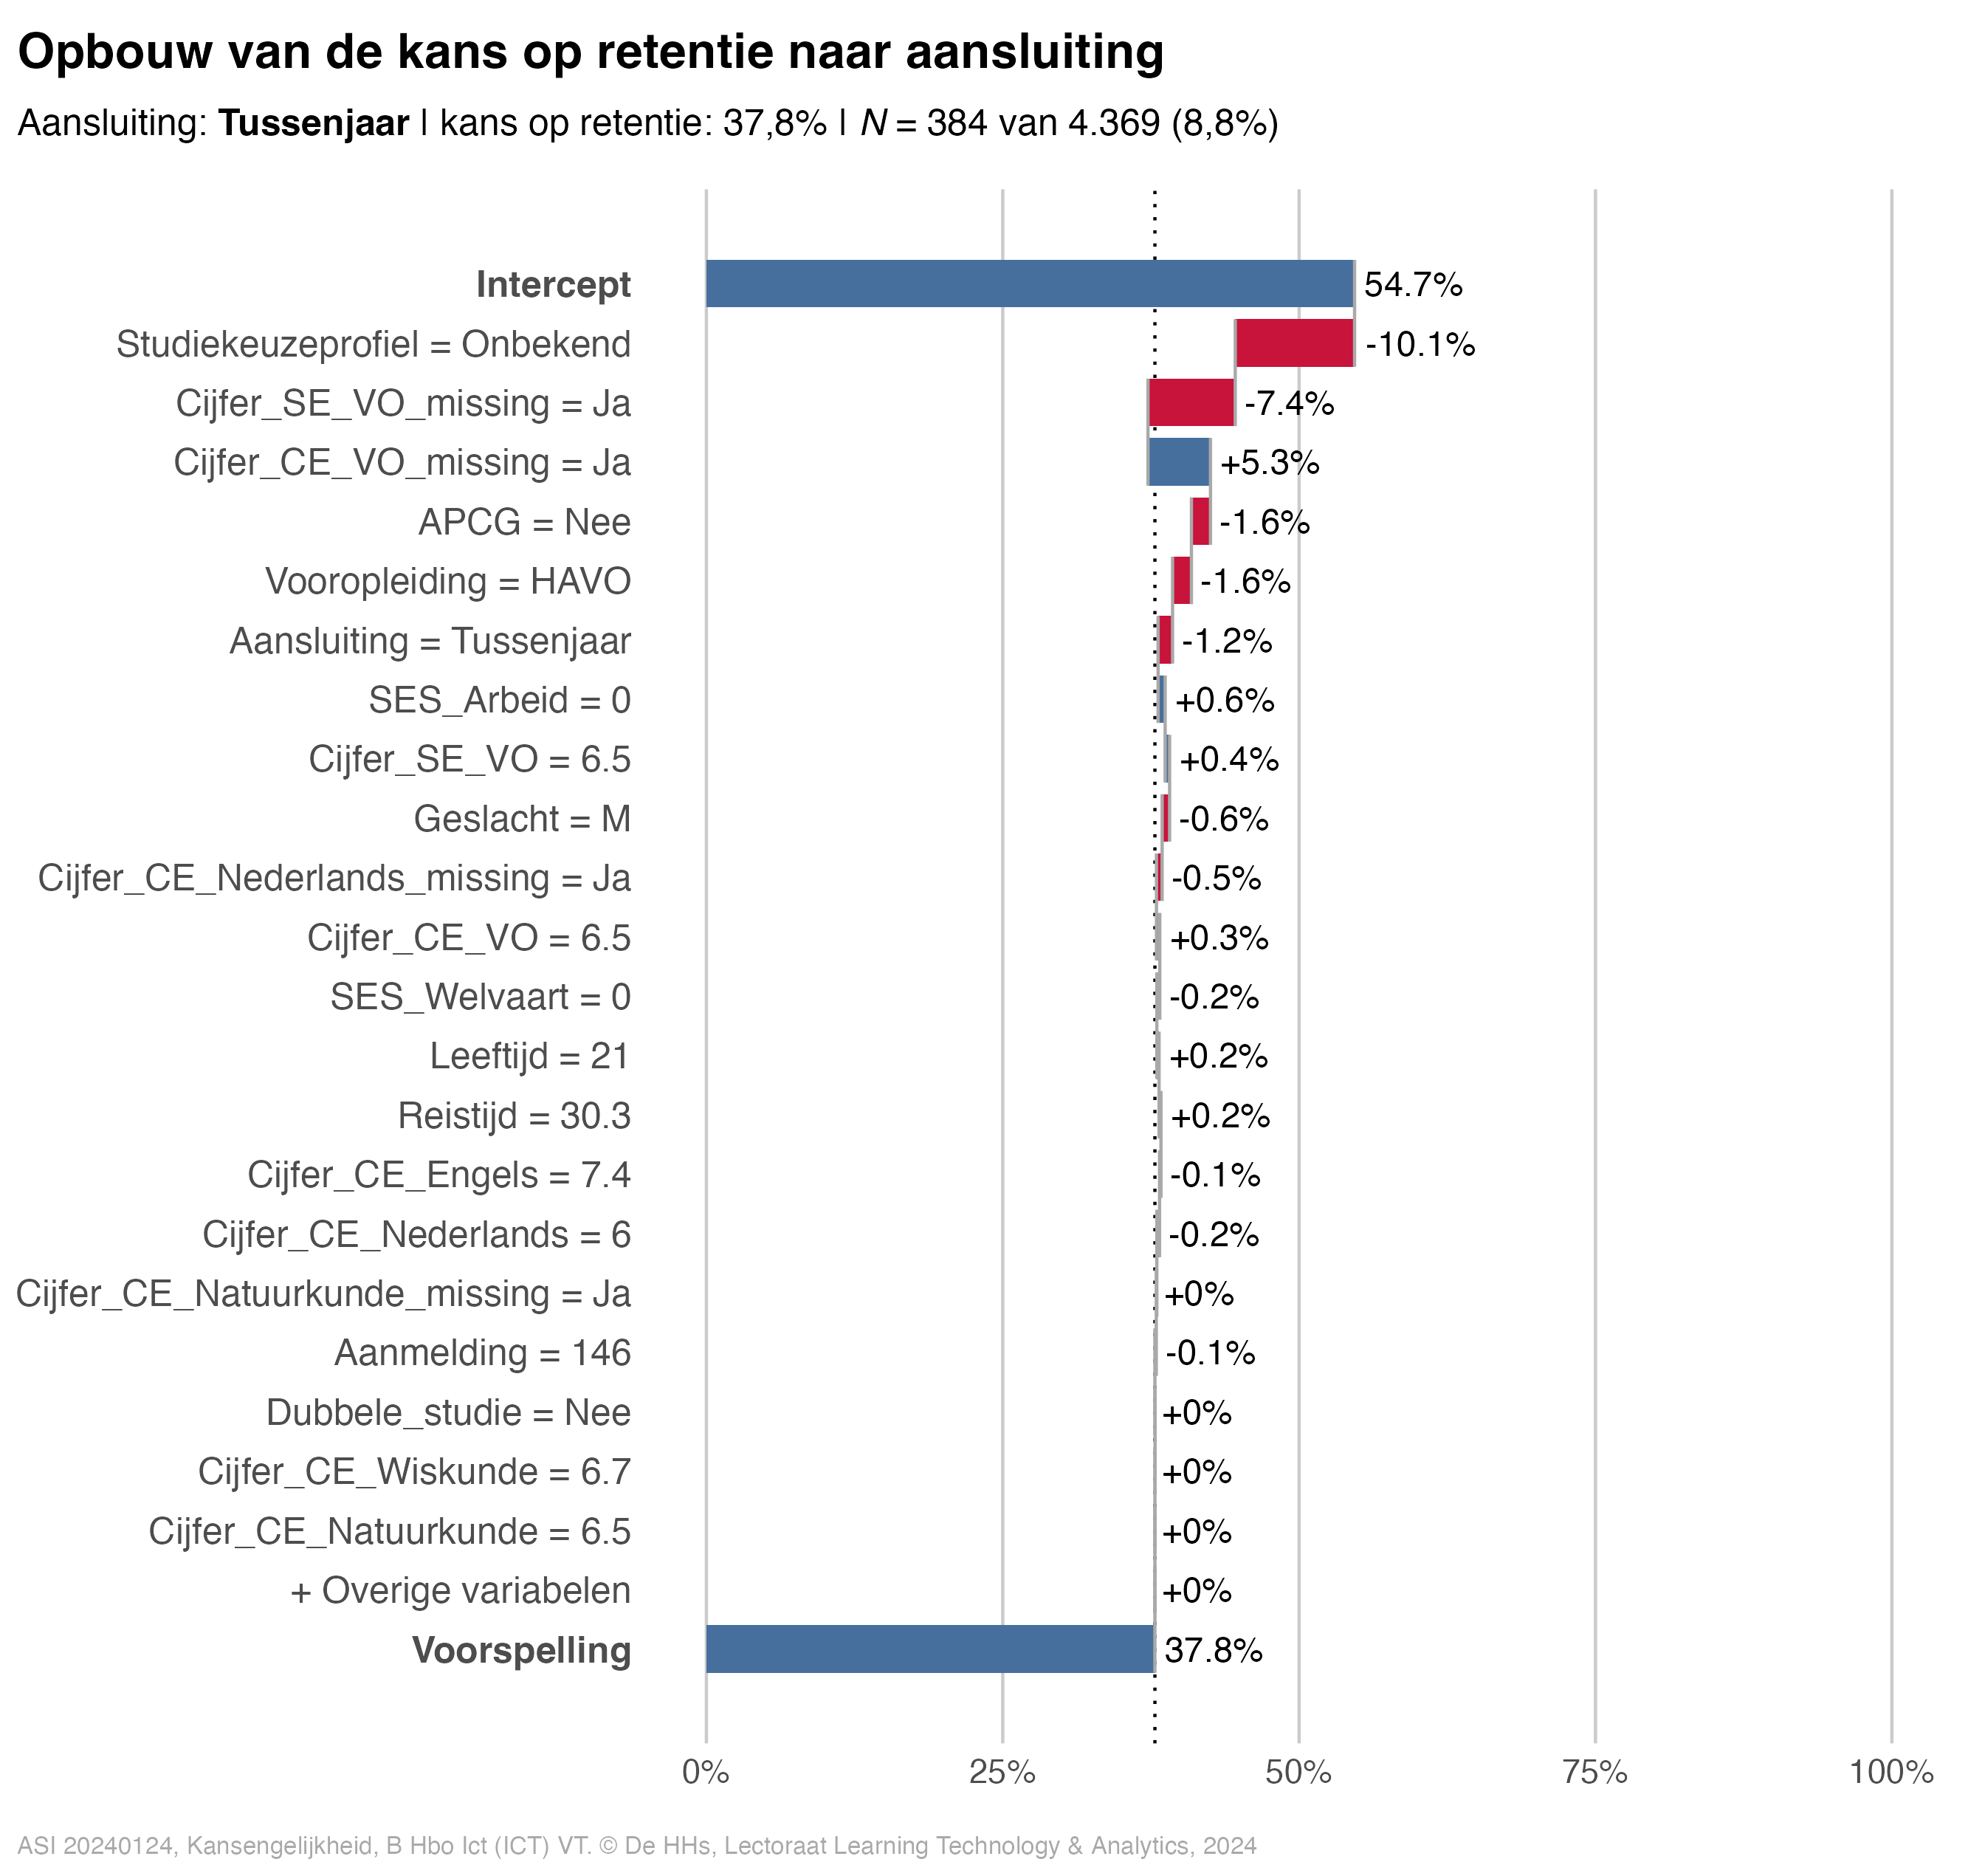 Opbouw van de kans op retentie naar aansluiting
Aansluiting: Tussenjaar | kans op retentie: 37,8% | N = 384 van 4.369 (8,8%)
Intercept 54.7%
Studiekeuzeprofiel = Onbekend -10.1%
Cijfer_SE_VO_missing = Ja -7.4%
Cijfer_CE_VO_missing = Ja +5.3%
APCG = Nee -1.6%
Vooropleiding = HAVO -1.6%
Aansluiting = Tussenjaar -1.2%
SES_Arbeid = 0 +0.6%
Cijfer_SE_VO = 6.5 +0.4%
Geslacht = M -0.6%
Cijfer_CE_Nederlands_missing = Ja -0.5%
Cijfer_CE_VO = 6.5 +0.3%
SES_Welvaart = 0 -0.2%
Leeftijd = 21 +0.2%
Reistijd = 30.3 +0.2%
Cijfer_CE_Engels = 7.4 -0.1%
Cijfer_CE_Nederlands = 6 -0.2%
Cijfer_CE_Natuurkunde_missing = Ja +0%
Aanmelding = 146 -0.1%
Dubbele_studie = Nee +0%
Cijfer_CE_Wiskunde = 6.7 +0%
Cijfer_CE_Natuurkunde = 6.5 +0%
+ Overige variabelen +0%
Voorspelling 37.8%
0% 25% 50% 75% 100%
ASI 20240124, Kansengelijkheid, B Hbo Ict (ICT) VT. © De HHs, Lectoraat Learning Technology & Analytics, 2024